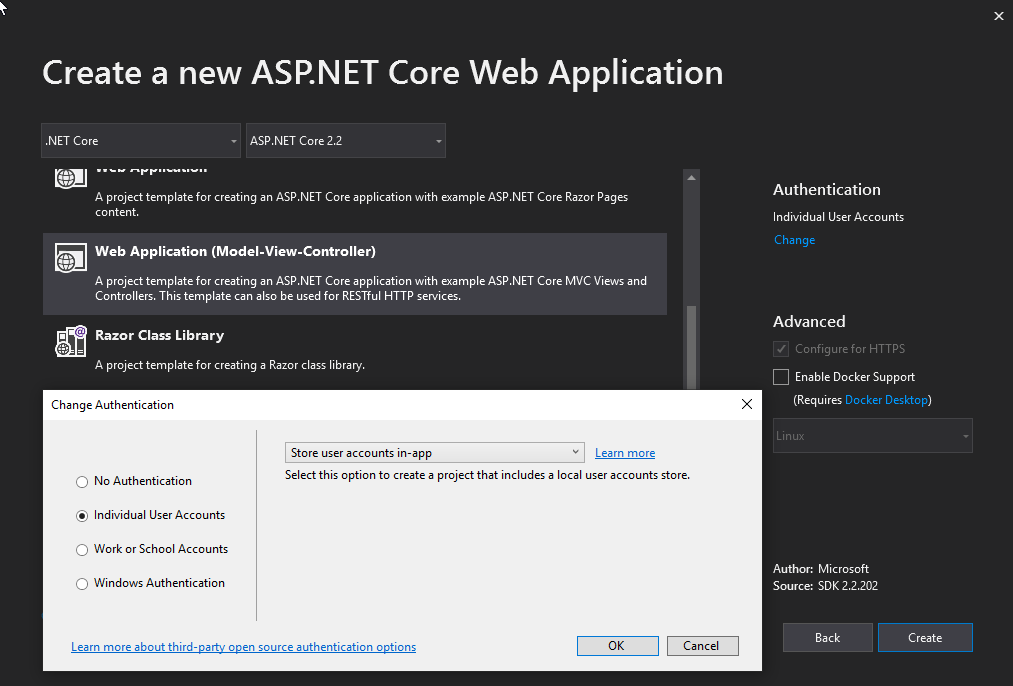 Create a new ASP.NET Core Web Application
.NET Core
ASP.NET Core 2.2
Web Application
A project template for creating an ASP.NET Core application with example ASP.NET Core Razor Pages
content.
Web Application (Model-View-Controller)
A project template for creating an ASP.NET Core application with example ASP.NET Core MVC Views and
Controllers. This template can also be used for RESTful HTTP services.
Razor Class Library
A project template for creating a Razor class library.
Authentication
Individual User Accounts
Change
Advanced
Configure for HTTPS
Enable Docker Support
(Requires Docker Desktop)
Linux
Author: Microsoft
Source: SDK 2.2.202
Back
Create
Change Authentication
No Authentication
Individual User Accounts
Work or School Accounts
Windows Authentication
Store user accounts in-app
Learn more
Select this option to create a project that includes a local user accounts store.
Learn more about third-party open source authentication options
OK
Cancel